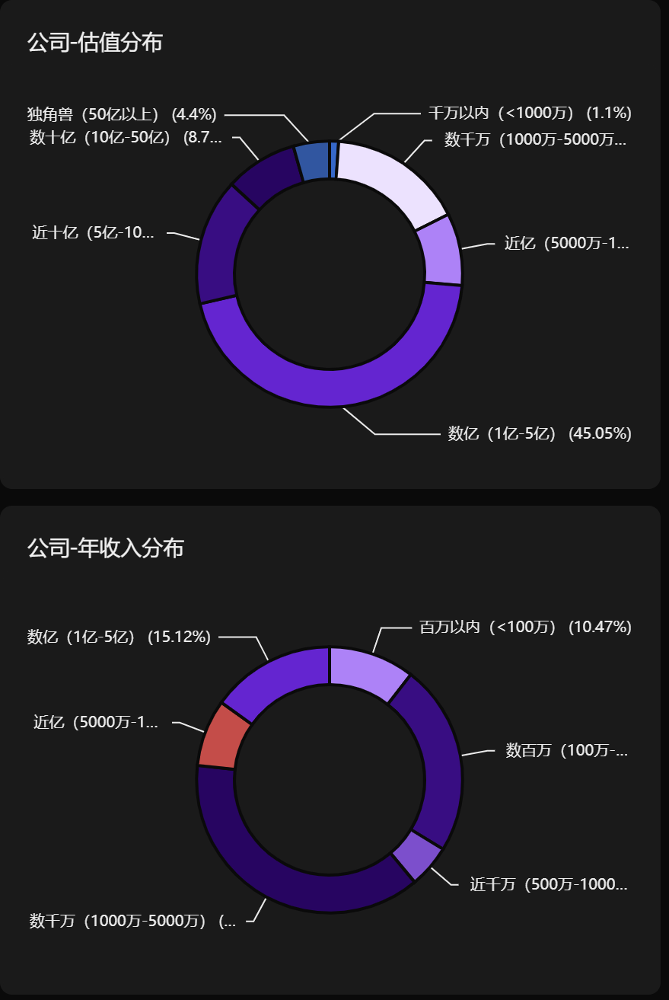 公司-估值分布
独角兽（50亿以上） (4.4%)
千万以内（<1000万） (1.1%)
数十亿（10亿-50亿） (8.7...
数千万（1000万-5000万...
近十亿（5亿-10...
近亿（5000万-1...
数亿（1亿-5亿） (45.05%)
公司-年收入分布
数亿（1亿-5亿） (15.12%)
百万以内（<100万） (10.47%)
近亿（5000万-1...
数百万（100万-...
近千万（500万-1000...
数千万（1000万-5000万） (...